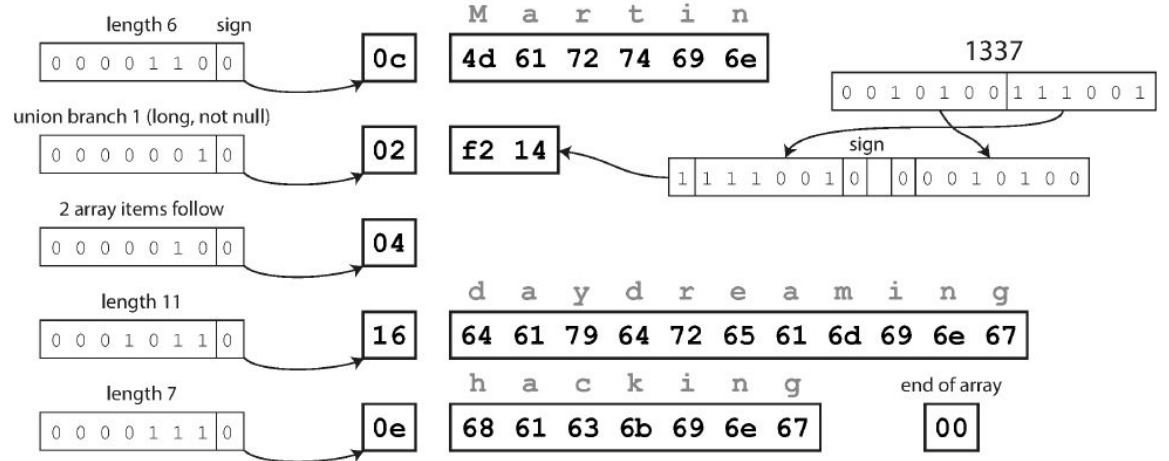 M a r t i n
length 6 sign
0 0 0 0 1 1 0 0
0c
4d 61 72 74 69 6e
1337
0 0 1 0 1 0 0 1 1 1 0 0 1
union branch 1 (long, not null)
0 0 0 0 0 0 1 0
02
f2 14
sign
1 1 1 1 0 0 1 0 0 0 0 1 0 1 0 0
2 array items follow
0 0 0 0 0 1 0 0
04
length 11
d a y d r e a m i n g
0 0 0 1 0 1 1 0
16
64 61 79 64 72 65 61 6d 69 6e 67
length 7
h a c k i n g
end of array
0 0 0 0 1 1 1 0
0e
68 61 63 6b 69 6e 67
00